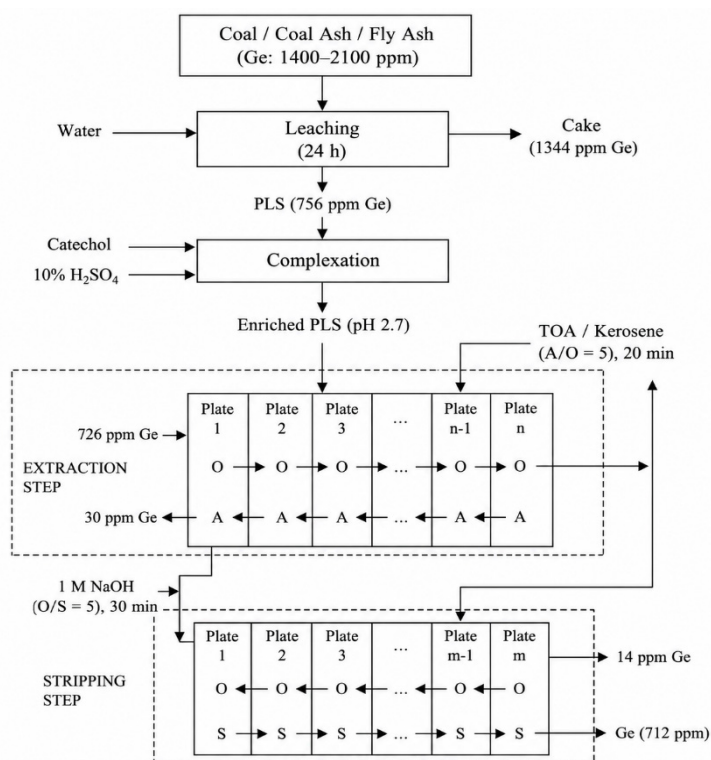 Coal / Coal Ash / Fly Ash
(Ge: 1400–2100 ppm)
Water
Leaching
(24 h)
Cake
(1344 ppm Ge)
PLS (756 ppm Ge)
Catechol
10% H₂SO₄
Complexation
Enriched PLS (pH 2.7)
TOA / Kerosene
(A/O = 5), 20 min
Plate Plate Plate ... Plate Plate
1 2 3 n-1 n
726 ppm Ge
EXTRACTION
STEP
O O O ... O O
30 ppm Ge
A A A ... A A
1 M NaOH
(O/S = 5), 30 min
Plate Plate Plate ... Plate Plate
1 2 3 m-1 m
14 ppm Ge
STRIPPING
STEP
O O O ... O O
S S S ... S S
Ge (712 ppm)